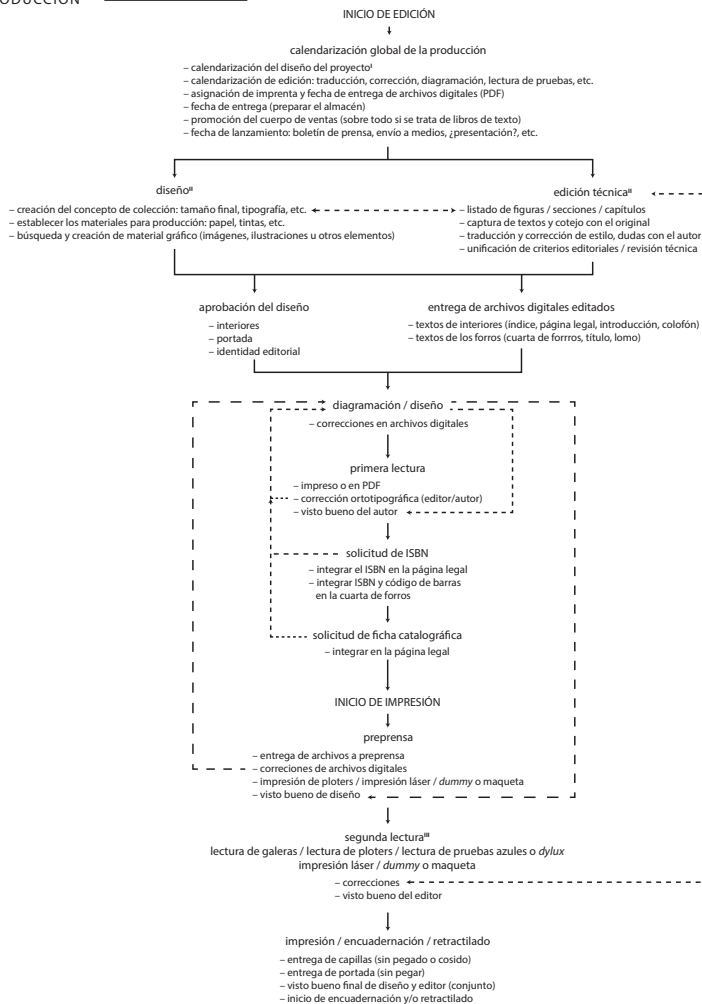 ODUCCIÓN
INICIO DE EDICIÓN
calendarización global de la producción
– calendarización del diseño del proyectoᴵ
– calendarización de edición: traducción, corrección, diagramación, lectura de pruebas, etc.
– asignación de imprenta y fecha de entrega de archivos digitales (PDF)
– fecha de entrega (preparar el almacén)
– promoción del cuerpo de ventas (sobre todo si se trata de libros de texto)
– fecha de lanzamiento: boletín de prensa, envío a medios, ¿presentación?, etc.
diseñoᴵᴵ
– creación del concepto de colección: tamaño final, tipografía, etc.
– establecer los materiales para producción: papel, tintas, etc.
– búsqueda y creación de material gráfico (imágenes, ilustraciones u otros elementos)
edición técnicaᴵᴵ
– listado de figuras / secciones / capítulos
– captura de textos y cotejo con el original
– traducción y corrección de estilo, dudas con el autor
– unificación de criterios editoriales / revisión técnica
aprobación del diseño
– interiores
– portada
– identidad editorial
entrega de archivos digitales editados
– textos de interiores (índice, página legal, introducción, colofón)
– textos de los forros (cuarta de forrros, título, lomo)
diagramación / diseño
– correcciones en archivos digitales
primera lectura
– impreso o en PDF
– corrección ortotipográfica (editor/autor)
– visto bueno del autor
solicitud de ISBN
– integrar el ISBN en la página legal
– integrar ISBN y código de barras
en la cuarta de forros
solicitud de ficha catalográfica
– integrar en la página legal
INICIO DE IMPRESIÓN
preprensa
– entrega de archivos a preprensa
– correciones de archivos digitales
– impresión de ploters / impresión láser / dummy o maqueta
– visto bueno de diseño
segunda lecturaᴵᴵᴵ
lectura de galeras / lectura de ploters / lectura de pruebas azules o dylux
impresión láser / dummy o maqueta
– correcciones
– visto bueno del editor
impresión / encuadernación / retractilado
– entrega de capillas (sin pegado o cosido)
– entrega de portada (sin pegar)
– visto bueno final de diseño y editor (conjunto)
– inicio de encuadernación y/o retractilado